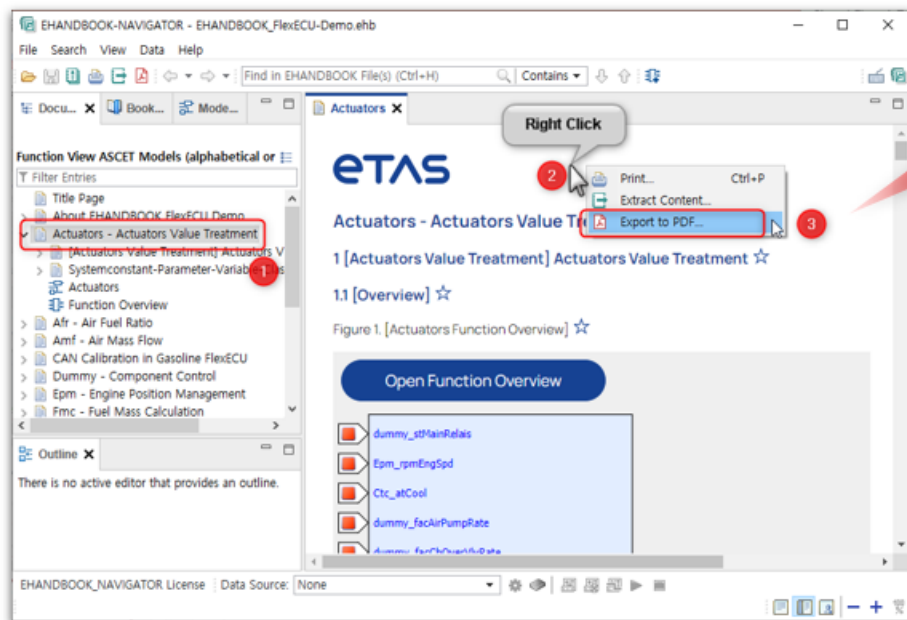 EHANDBOOK-NAVIGATOR - EHANDBOOK_FlexECU-Demo.ehb
File Search View Data Help
Find in EHANDBOOK File(s) (Ctrl+H)
Contains
Docu...
Book...
Mode...
Actuators
Right Click
Function View ASCET Models (alphabetical or
Filter Entries
Title Page
About EHANDBOOK FlexECU Demo
Actuators - Actuators Value Treatment
[Actuators Value Treatment] Actuators V
1
Systemconstant-Parameter-Variable-
Actuators
Function Overview
Afr - Air Fuel Ratio
Amf - Air Mass Flow
CAN Calibration in Gasoline FlexECU
Dummy - Component Control
Epm - Engine Position Management
Fmc - Fuel Mass Calculation
Outline
There is no active editor that provides an outline.
etas
2
Print... Ctrl+P
Extract Content...
Export to PDF...
3
Actuators - Actuators Value
1 [Actuators Value Treatment] Actuators Value Treatment
1.1 [Overview]
Figure 1. [Actuators Function Overview]
Open Function Overview
dummy_stMainRelais
Epm_rpmEngSpd
Ctc_atCool
dummy_facAirPumpRate
dummy_facChOverVlvRate
EHANDBOOK_NAVIGATOR License
Data Source: None